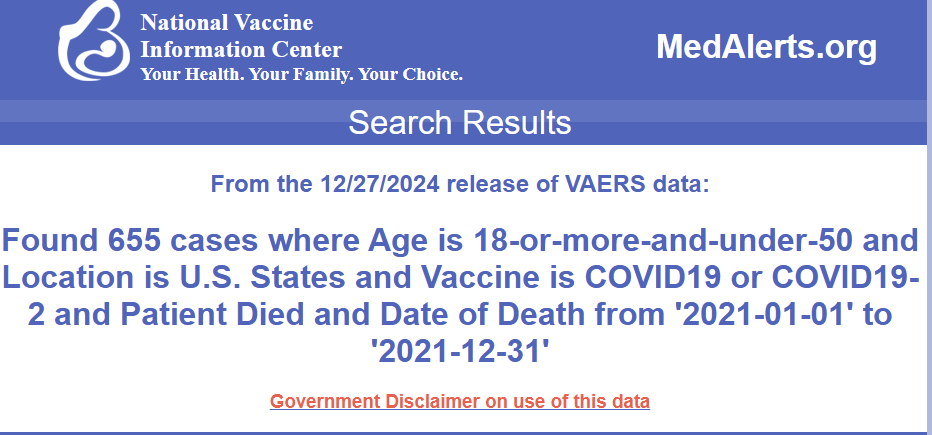 National Vaccine
Information Center
Your Health. Your Family. Your Choice.
MedAlerts.org
Search Results
From the 12/27/2024 release of VAERS data:
Found 655 cases where Age is 18-or-more-and-under-50 and
Location is U.S. States and Vaccine is COVID19 or COVID19-
2 and Patient Died and Date of Death from '2021-01-01' to
'2021-12-31'
Government Disclaimer on use of this data